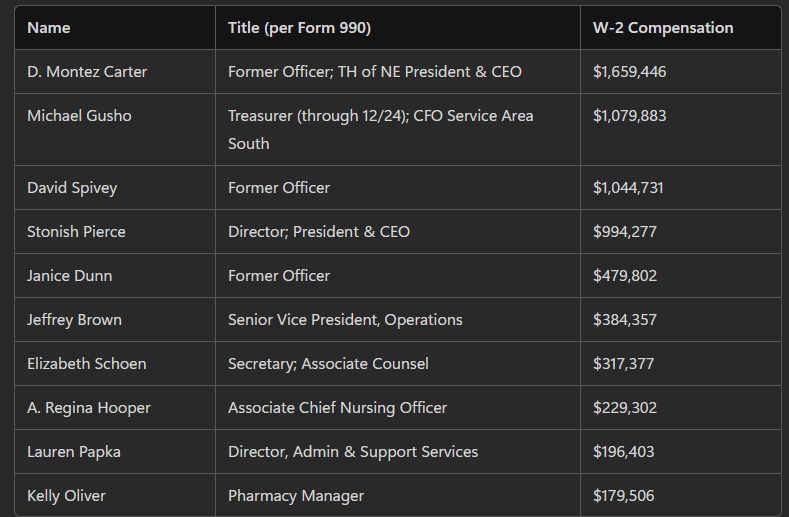 Name Title (per Form 990) W-2 Compensation
D. Montez Carter Former Officer; TH of NE President & CEO $1,659,446
Michael Gusho Treasurer (through 12/24); CFO Service Area $1,079,883
South
David Spivey Former Officer $1,044,731
Stonish Pierce Director; President & CEO $994,277
Janice Dunn Former Officer $479,802
Jeffrey Brown Senior Vice President, Operations $384,357
Elizabeth Schoen Secretary; Associate Counsel $317,377
A. Regina Hooper Associate Chief Nursing Officer $229,302
Lauren Papka Director, Admin & Support Services $196,403
Kelly Oliver Pharmacy Manager $179,506